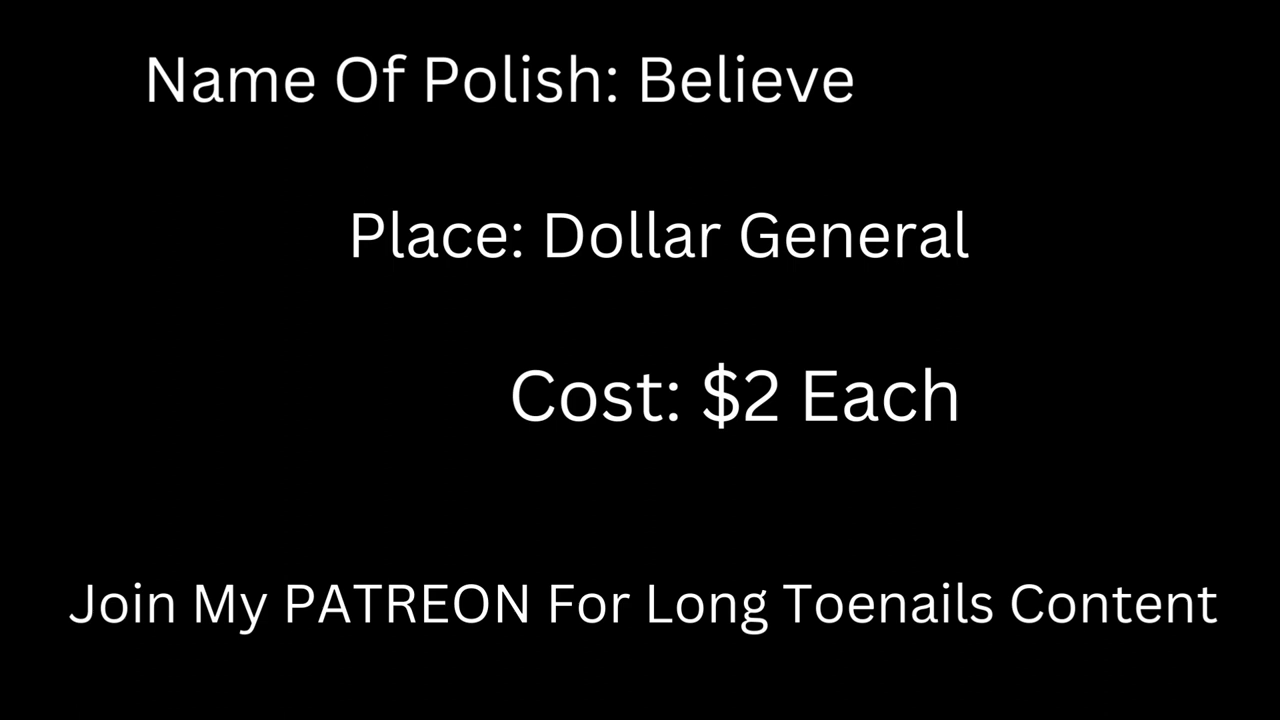 Name Of Polish: Believe
Place: Dollar General
Cost: $2 Each
Join My PATREON For Long Toenails Content